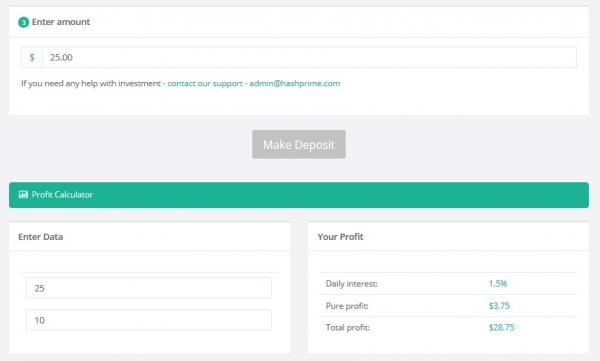 3 Enter amount
$ 25.00
If you need any help with investment - contact our support - admin@hashprime.com
Make Deposit
Profit Calculator
Enter Data
25
10
Your Profit
Daily interest: 1.5%
Pure profit: $3.75
Total profit: $28.75